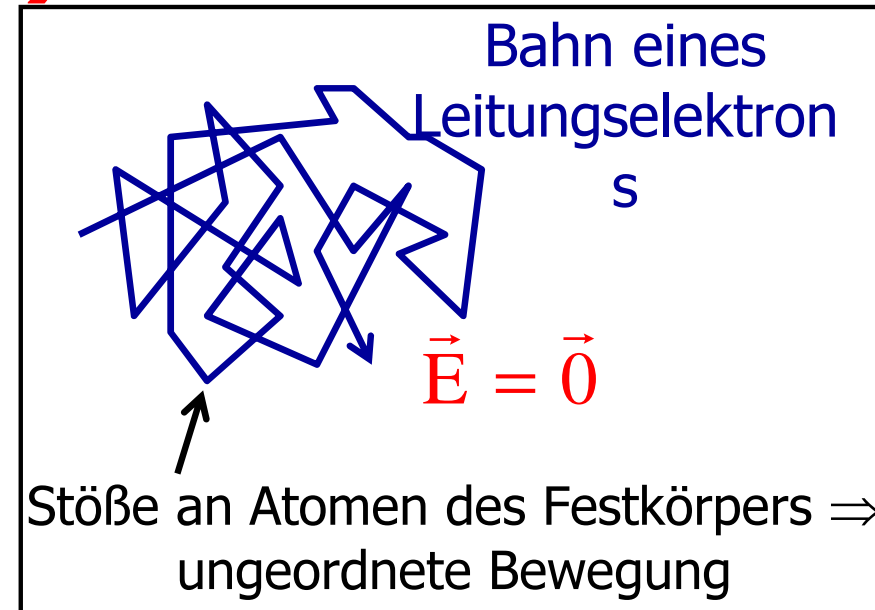 Bahn eines
Leitungselektron
s
E⃗ = 0⃗
Stöße an Atomen des Festkörpers ⇒
ungeordnete Bewegung